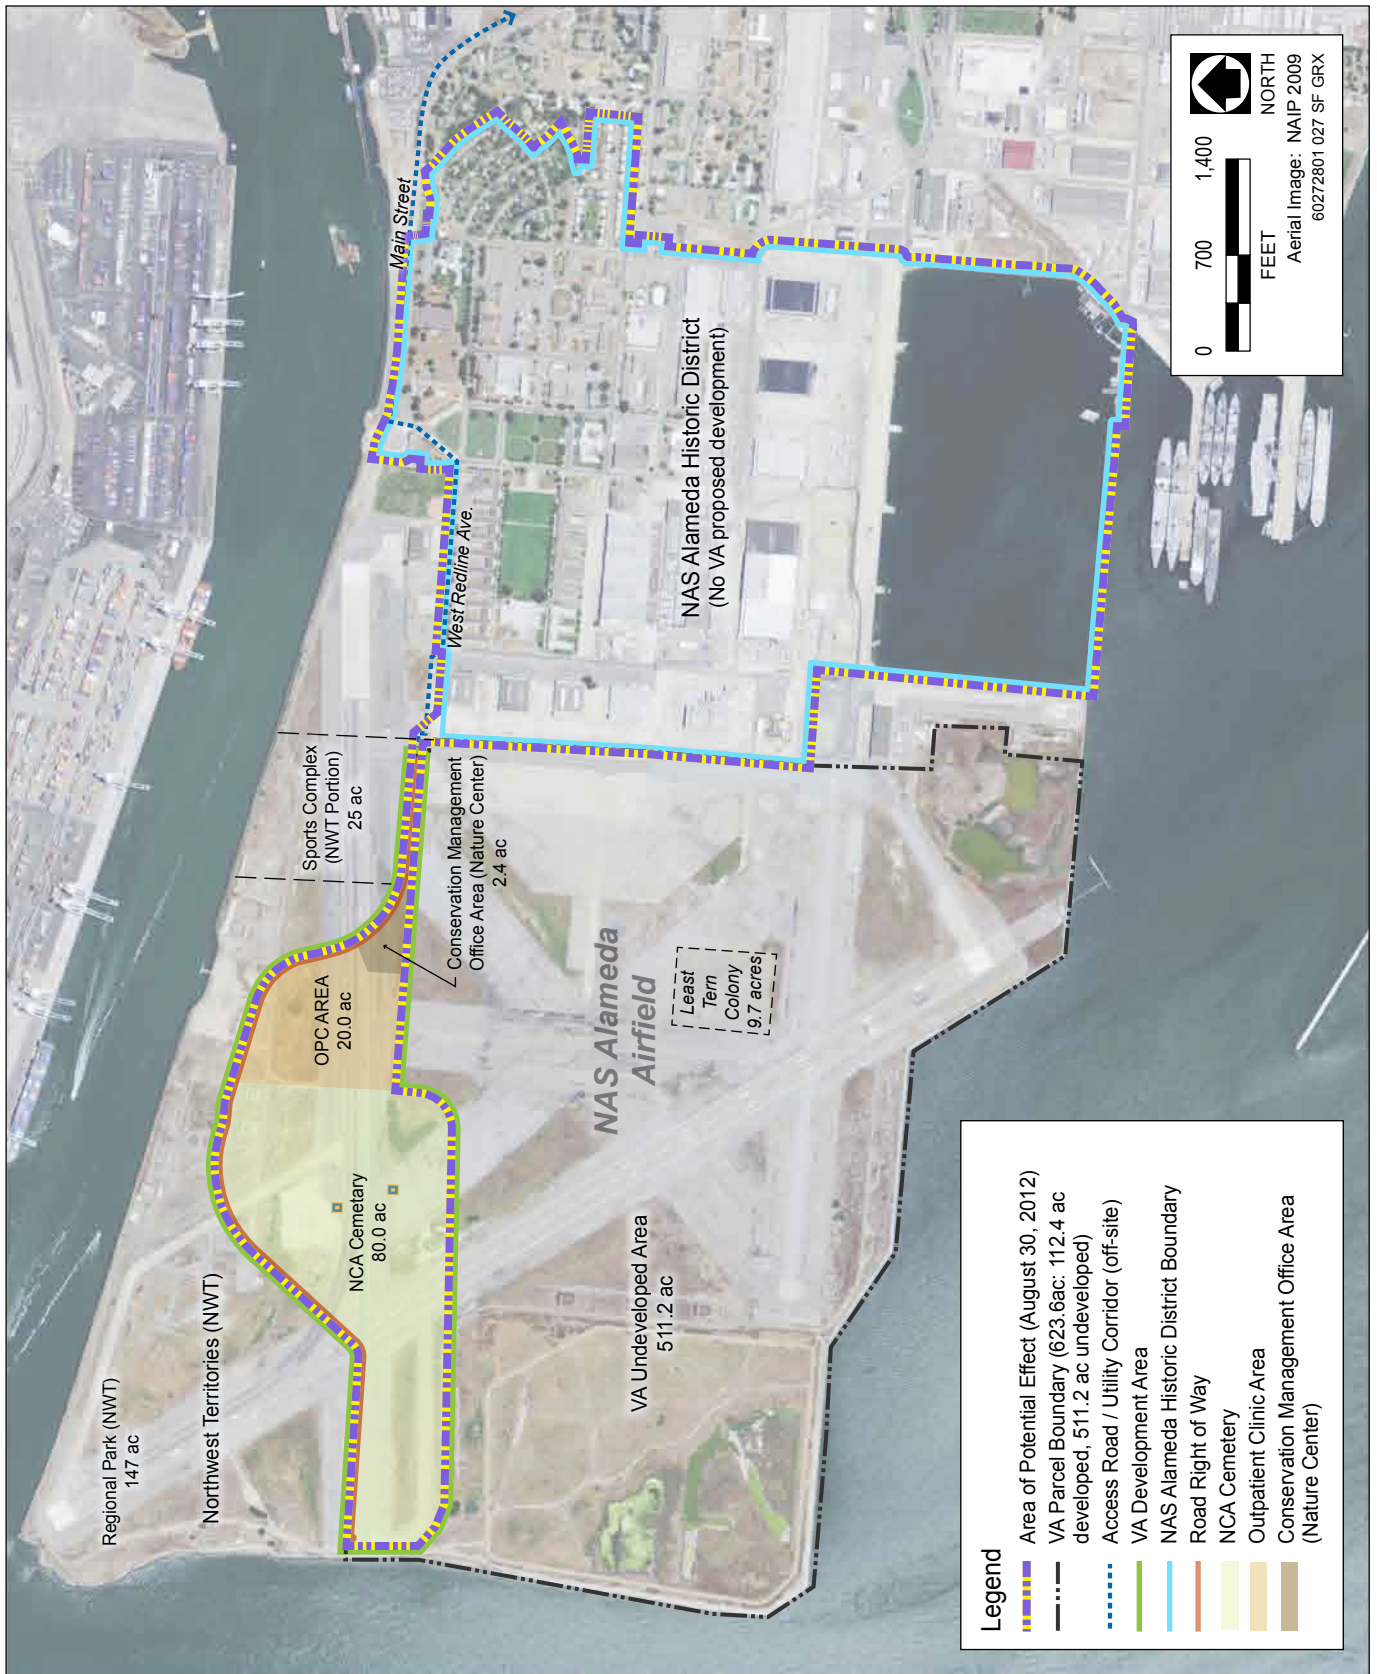 Regional Park (NWT)
147 ac
Northwest Territories (NWT)
Sports Complex
(NWT Portion)
25 ac
Main Street
West Redline Ave.
OPC AREA
20.0 ac
Conservation Management
Office Area (Nature Center)
2.4 ac
NCA Cemetary
80.0 ac
NAS Alameda
Airfield
Least
Tern
Colony
9.7 acres
NAS Alameda Historic District
(No VA proposed development)
VA Undeveloped Area
511.2 ac
Legend
Area of Potential Effect (August 30, 2012)
VA Parcel Boundary (623.6ac: 112.4 ac
developed, 511.2 ac undeveloped)
Access Road / Utility Corridor (off-site)
VA Development Area
NAS Alameda Historic District Boundary
Road Right of Way
NCA Cemetery
Outpatient Clinic Area
Conservation Management Office Area
(Nature Center)
0 700 1,400
FEET
NORTH
Aerial Image: NAIP 2009
60272801 027 SF GRX